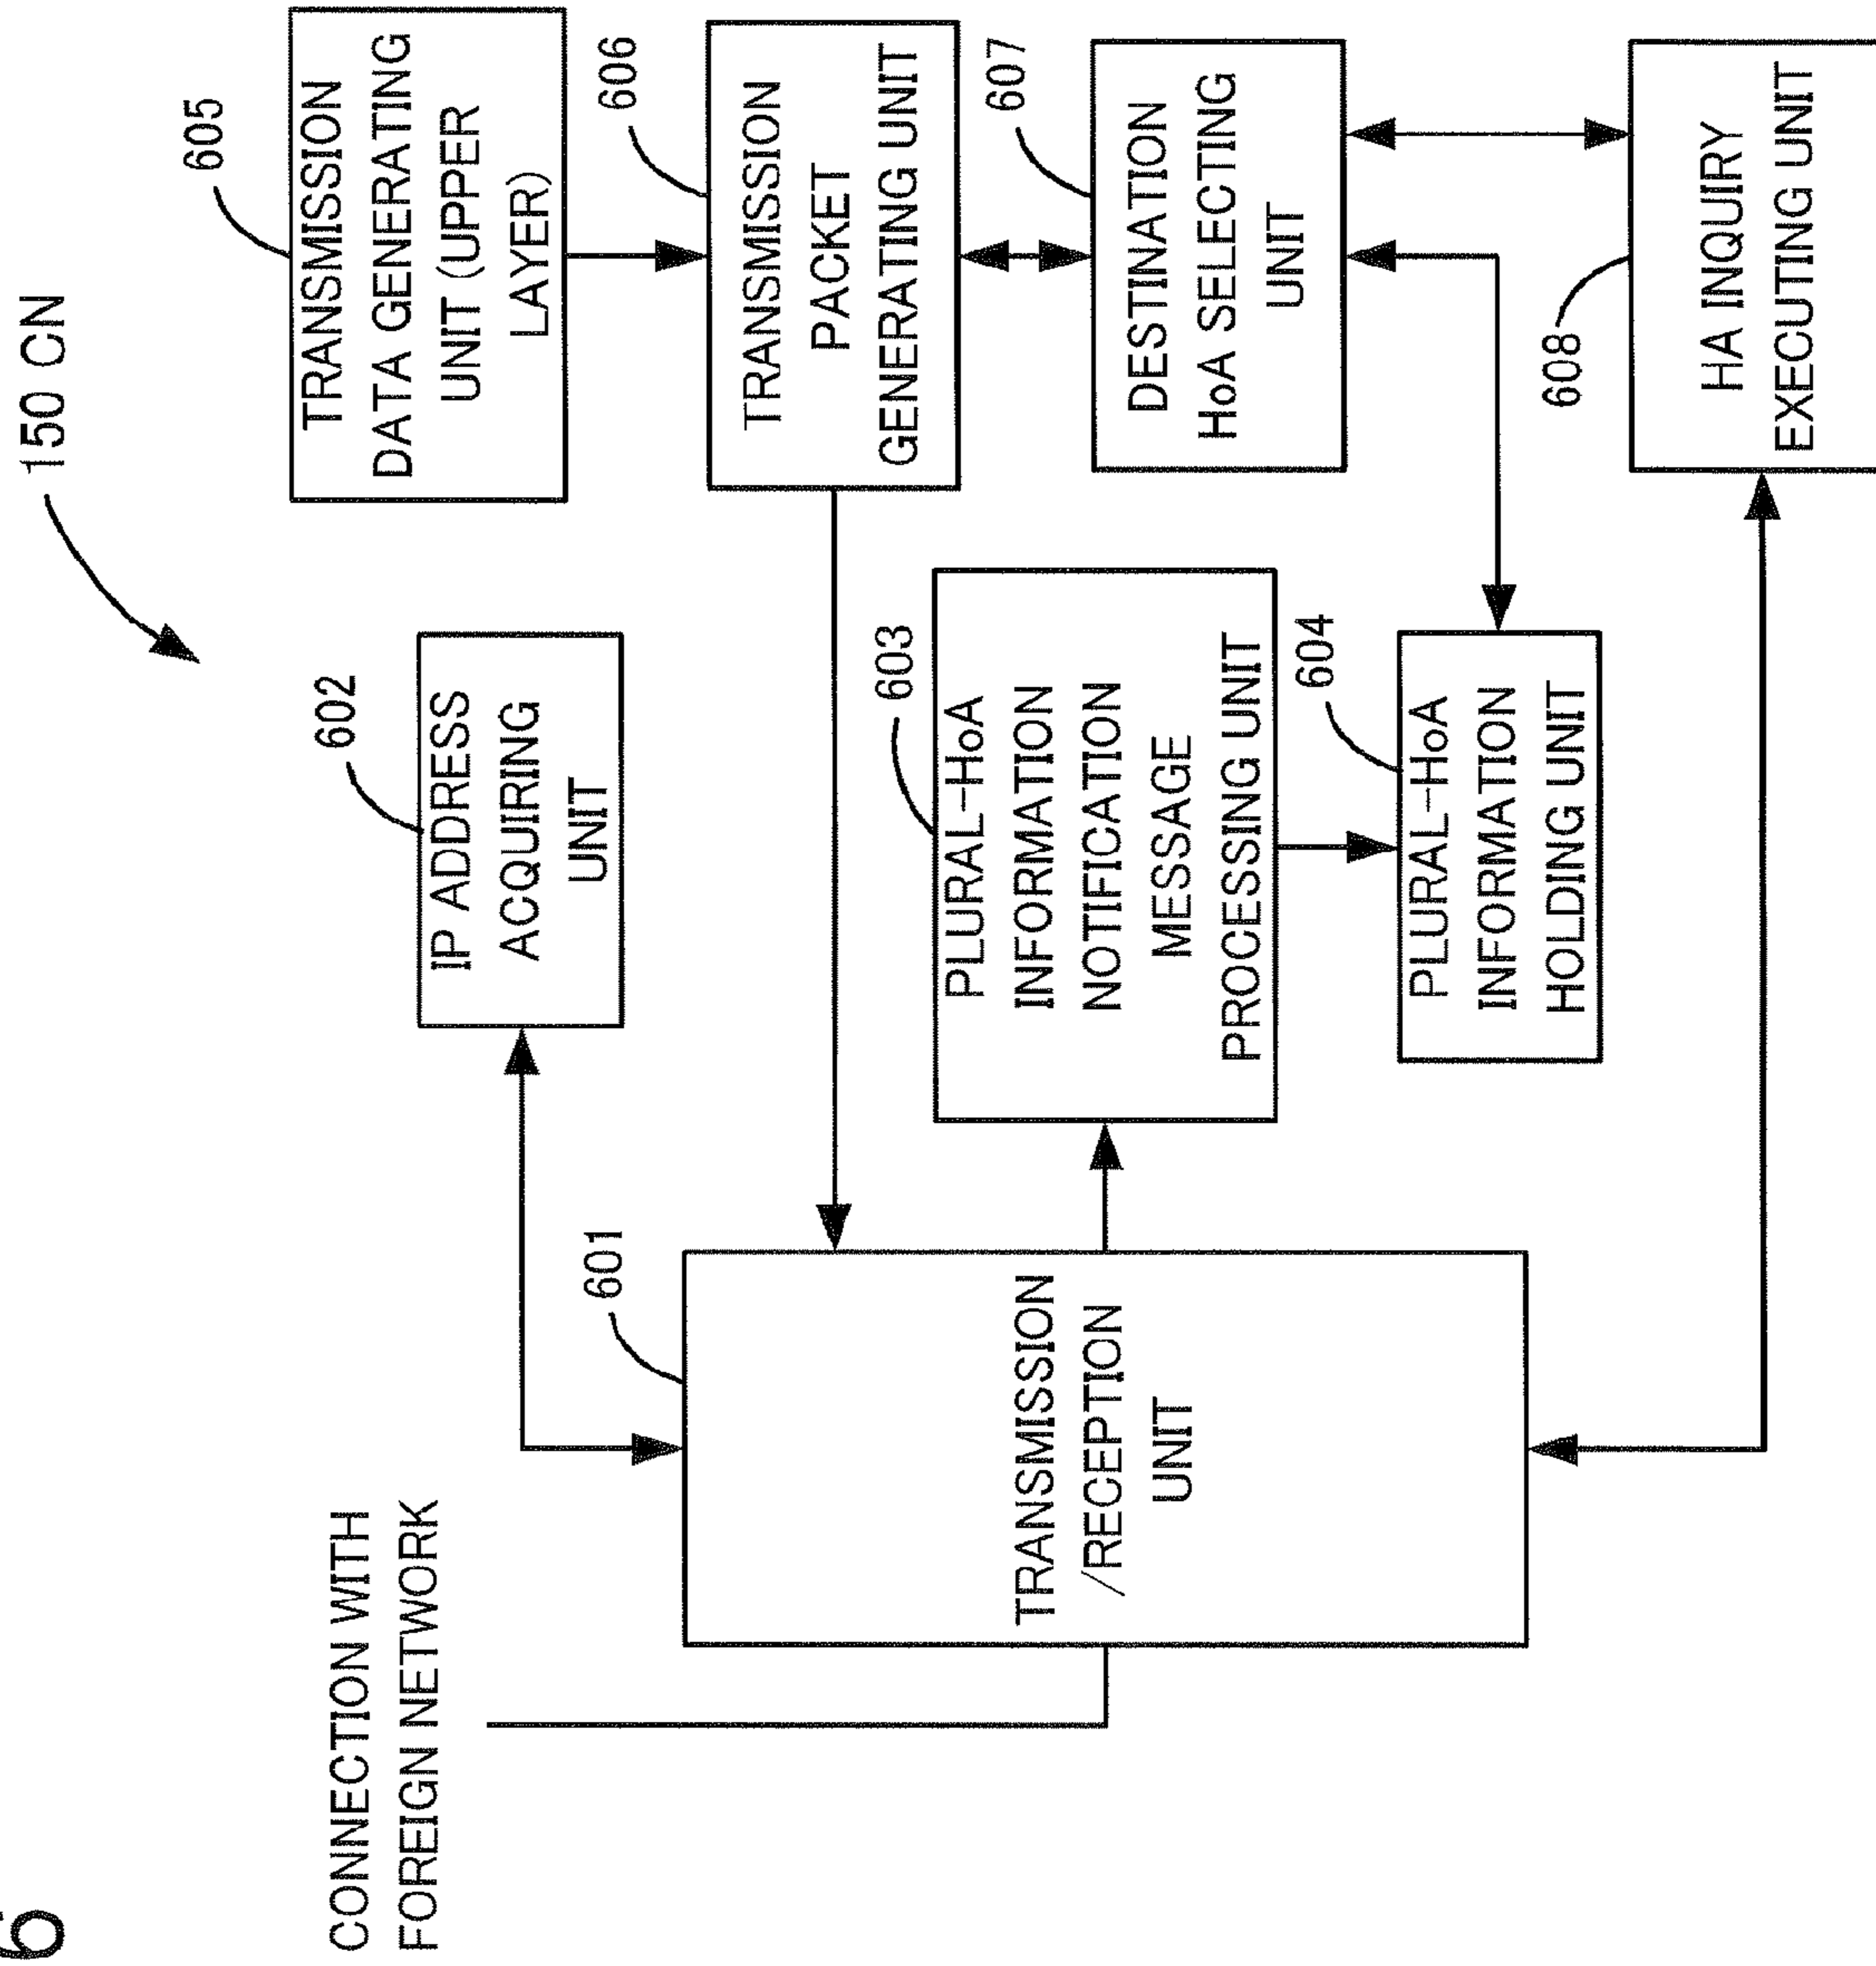 6
150 CN
CONNECTION WITH
FOREIGN NETWORK
601
TRANSMISSION
/RECEPTION
UNIT
602
IP ADDRESS
ACQUIRING
UNIT
603
PLURAL-HoA
INFORMATION
NOTIFICATION
MESSAGE
PROCESSING UNIT
604
PLURAL-HoA
INFORMATION
HOLDING UNIT
605
TRANSMISSION
DATA GENERATING
UNIT (UPPER
LAYER)
606
TRANSMISSION
PACKET
GENERATING UNIT
607
DESTINATION
HoA SELECTING
UNIT
608
HA INQUIRY
EXECUTING UNIT